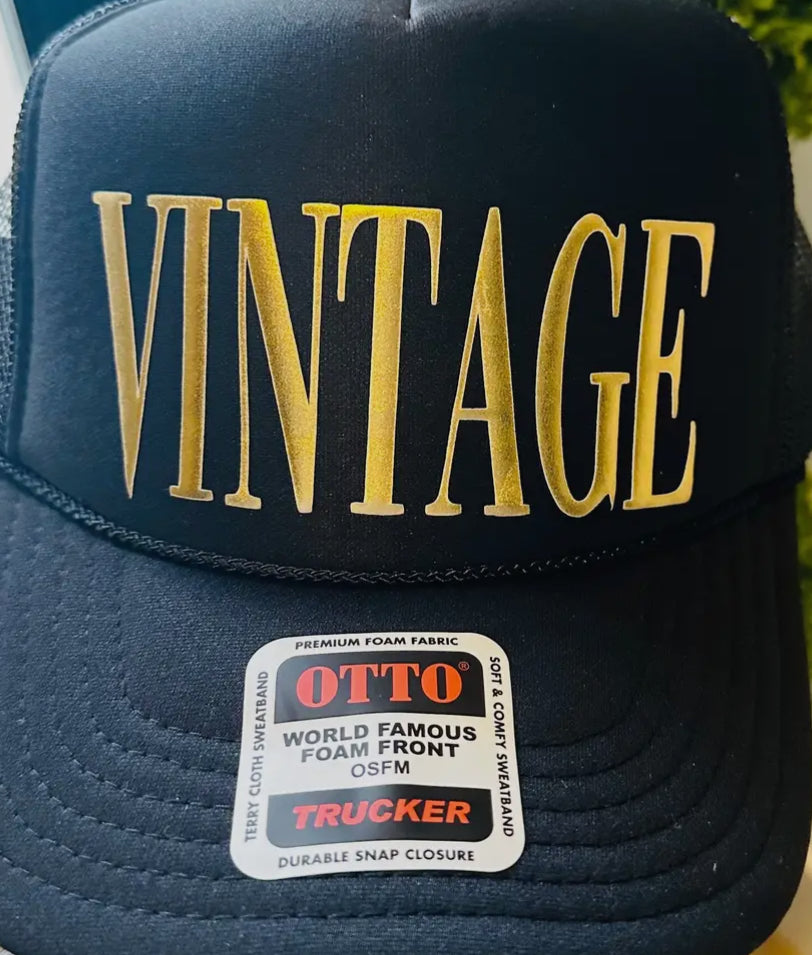 VINTAGE
PREMIUM FOAM FABRIC
OTTO®
WORLD FAMOUS
FOAM FRONT
OSFM
TRUCKER
DURABLE SNAP CLOSURE
TERRY CLOTH SWEATBAND
SOFT & COMFY SWEATBAND